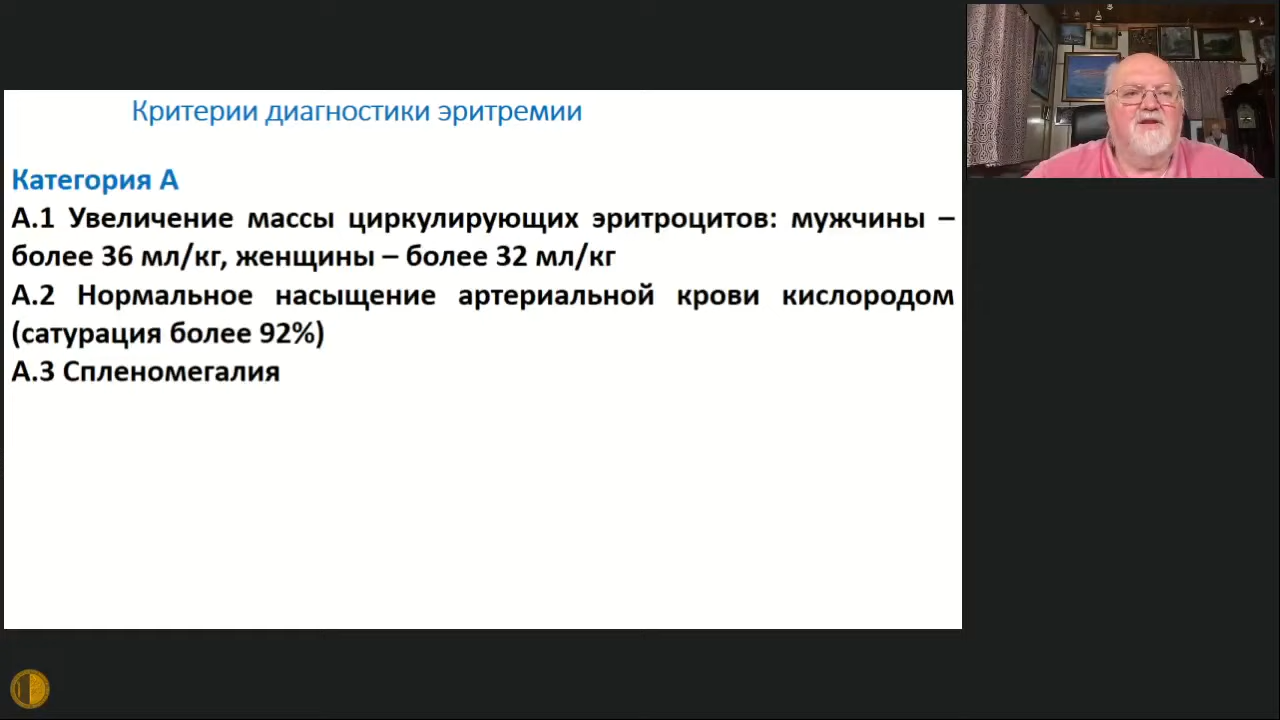 Критерии диагностики эритремии
Категория А
А.1 Увеличение массы циркулирующих эритроцитов: мужчины –
более 36 мл/кг, женщины – более 32 мл/кг
А.2 Нормальное насыщение артериальной крови кислородом
(сатурация более 92%)
А.3 Спленомегалия